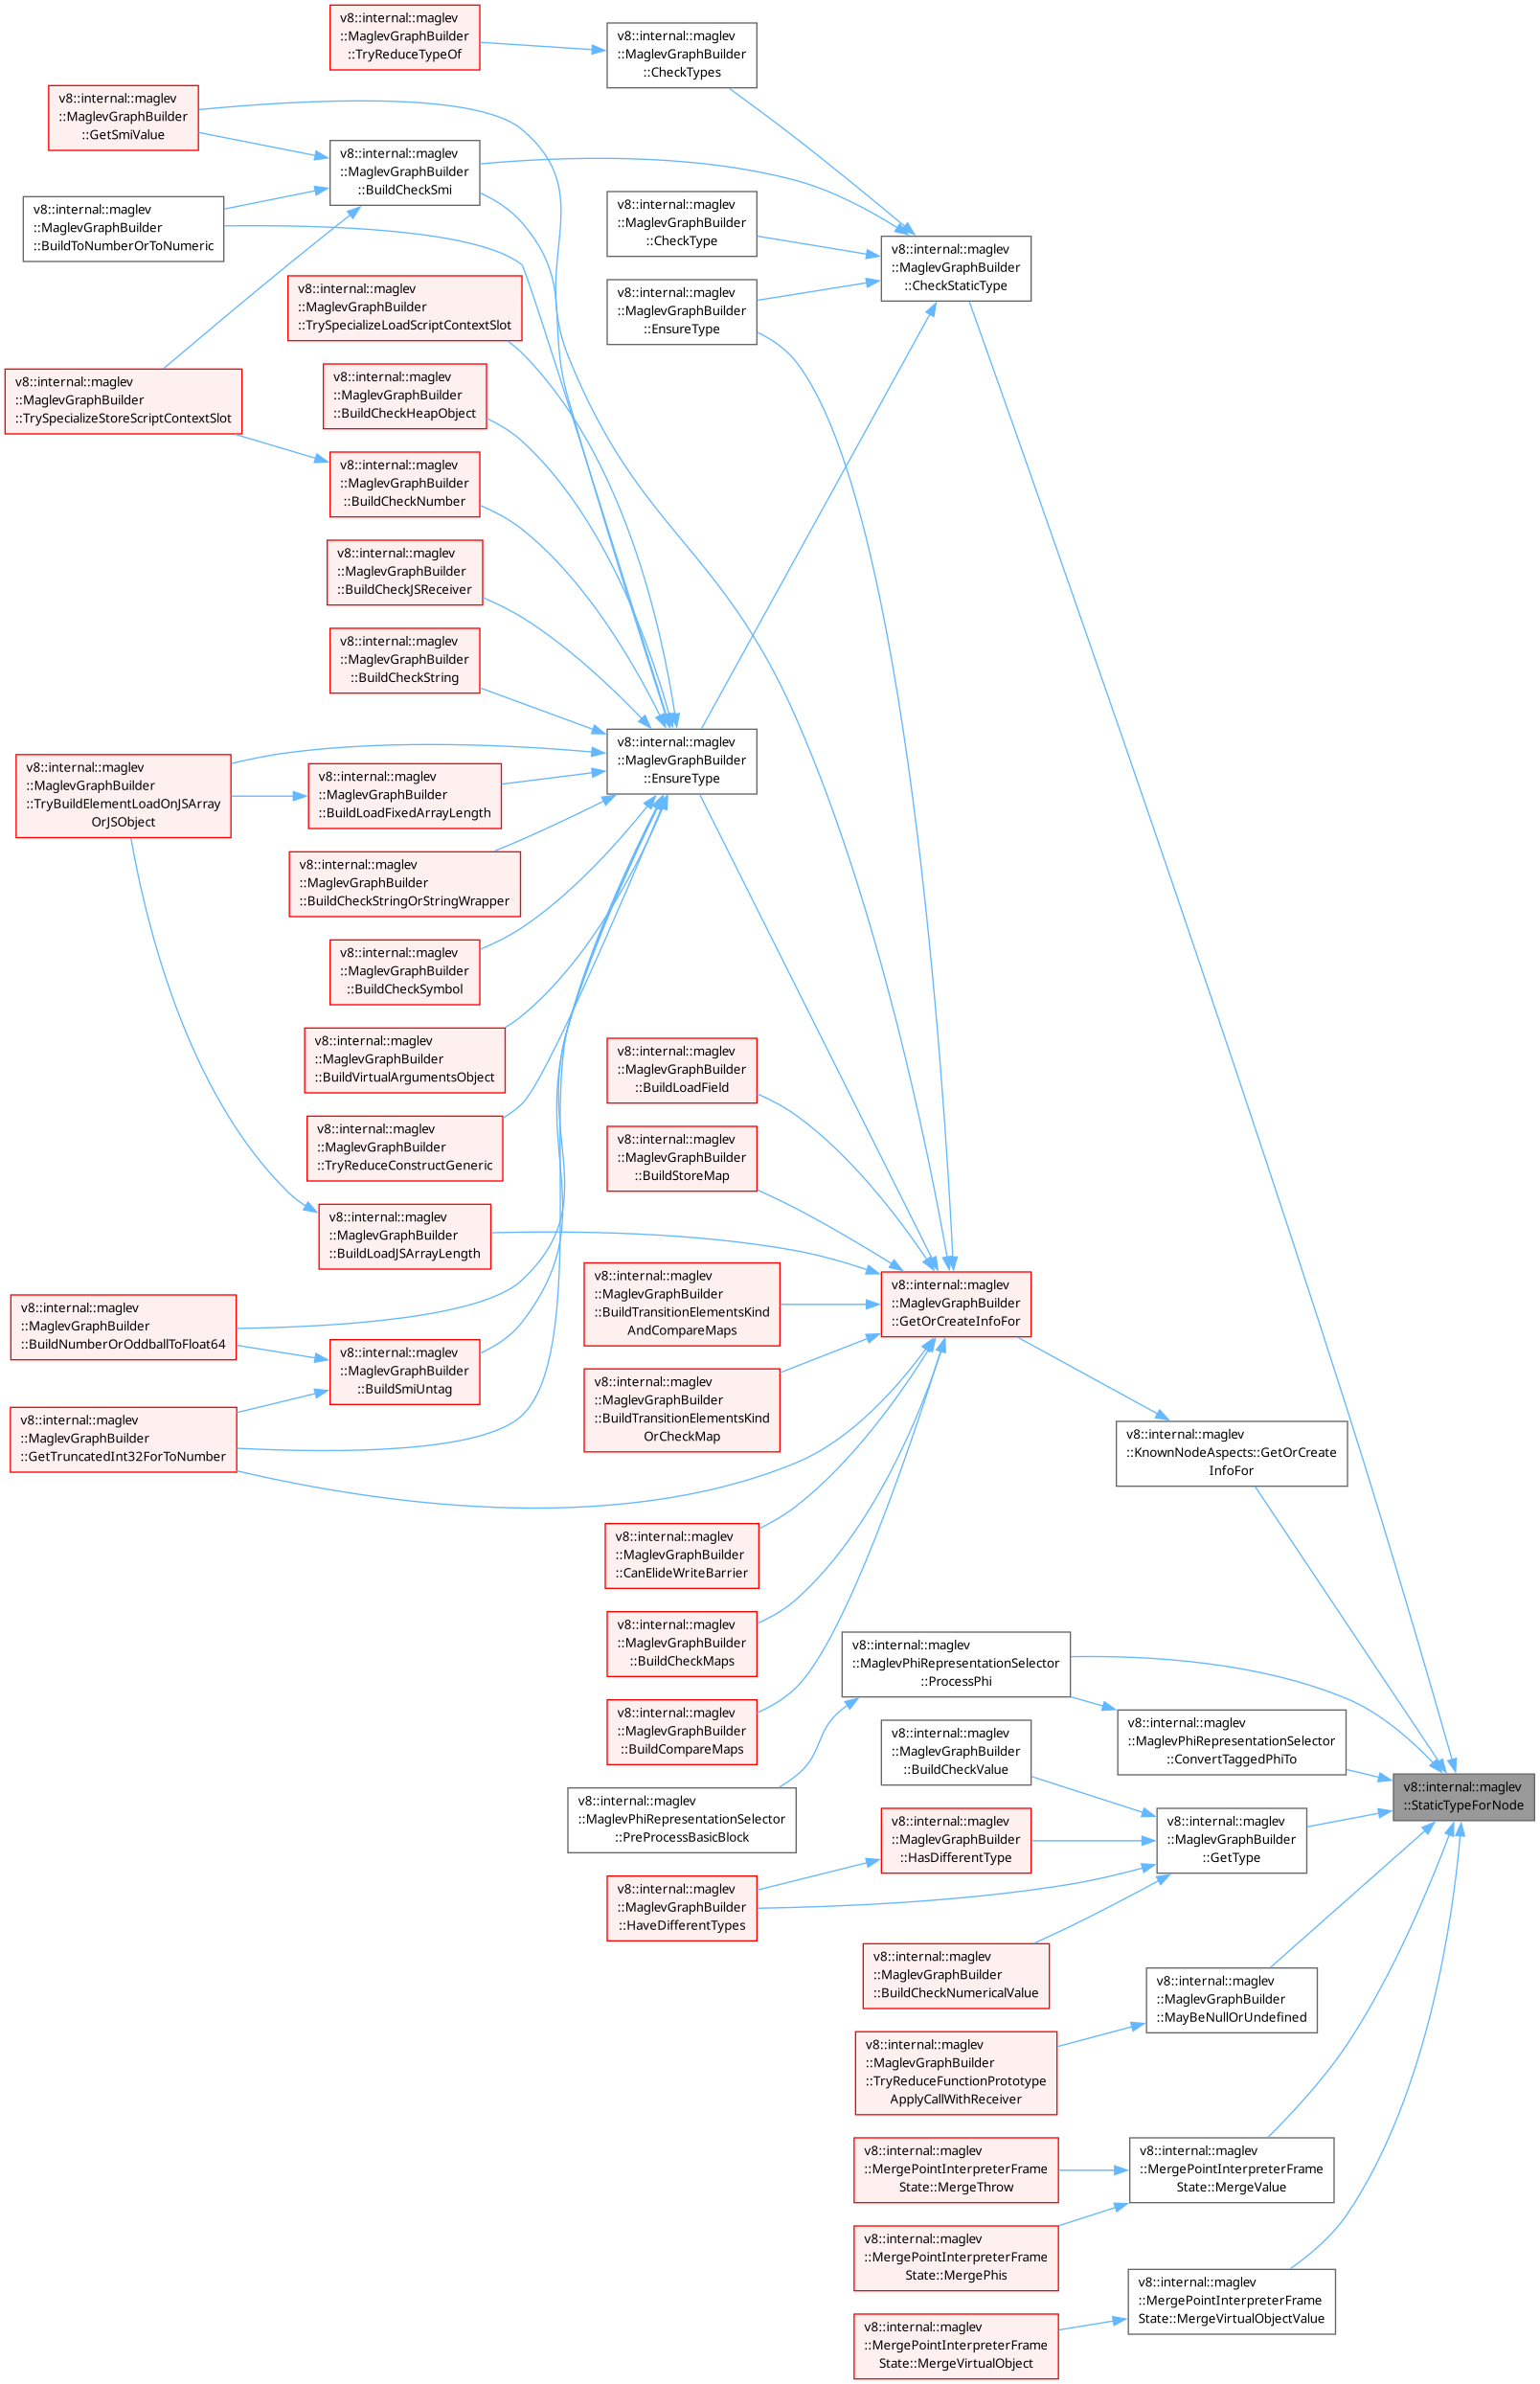 v8::internal::maglev
::MaglevGraphBuilder
::TryReduceTypeOf
v8::internal::maglev
::MaglevGraphBuilder
::CheckTypes
v8::internal::maglev
::MaglevGraphBuilder
::GetSmiValue
v8::internal::maglev
::MaglevGraphBuilder
::BuildCheckSmi
v8::internal::maglev
::MaglevGraphBuilder
::BuildToNumberOrToNumeric
v8::internal::maglev
::MaglevGraphBuilder
::CheckType
v8::internal::maglev
::MaglevGraphBuilder
::CheckStaticType
v8::internal::maglev
::MaglevGraphBuilder
::TrySpecializeLoadScriptContextSlot
v8::internal::maglev
::MaglevGraphBuilder
::EnsureType
v8::internal::maglev
::MaglevGraphBuilder
::TrySpecializeStoreScriptContextSlot
v8::internal::maglev
::MaglevGraphBuilder
::BuildCheckHeapObject
v8::internal::maglev
::MaglevGraphBuilder
::BuildCheckNumber
v8::internal::maglev
::MaglevGraphBuilder
::BuildCheckJSReceiver
v8::internal::maglev
::MaglevGraphBuilder
::BuildCheckString
v8::internal::maglev
::MaglevGraphBuilder
::EnsureType
v8::internal::maglev
::MaglevGraphBuilder
::TryBuildElementLoadOnJSArray
OrJSObject
v8::internal::maglev
::MaglevGraphBuilder
::BuildLoadFixedArrayLength
v8::internal::maglev
::MaglevGraphBuilder
::BuildCheckStringOrStringWrapper
v8::internal::maglev
::MaglevGraphBuilder
::BuildCheckSymbol
v8::internal::maglev
::MaglevGraphBuilder
::BuildVirtualArgumentsObject
v8::internal::maglev
::MaglevGraphBuilder
::BuildLoadField
v8::internal::maglev
::MaglevGraphBuilder
::TryReduceConstructGeneric
v8::internal::maglev
::MaglevGraphBuilder
::BuildStoreMap
v8::internal::maglev
::MaglevGraphBuilder
::BuildLoadJSArrayLength
v8::internal::maglev
::MaglevGraphBuilder
::BuildTransitionElementsKind
AndCompareMaps
v8::internal::maglev
::MaglevGraphBuilder
::GetOrCreateInfoFor
v8::internal::maglev
::MaglevGraphBuilder
::BuildNumberOrOddballToFloat64
v8::internal::maglev
::MaglevGraphBuilder
::BuildSmiUntag
v8::internal::maglev
::MaglevGraphBuilder
::BuildTransitionElementsKind
OrCheckMap
v8::internal::maglev
::MaglevGraphBuilder
::GetTruncatedInt32ForToNumber
v8::internal::maglev
::KnownNodeAspects::GetOrCreate
InfoFor
v8::internal::maglev
::MaglevGraphBuilder
::CanElideWriteBarrier
v8::internal::maglev
::MaglevGraphBuilder
::BuildCheckMaps
v8::internal::maglev
::MaglevPhiRepresentationSelector
::ProcessPhi
v8::internal::maglev
::MaglevGraphBuilder
::BuildCompareMaps
v8::internal::maglev
::MaglevPhiRepresentationSelector
::ConvertTaggedPhiTo
v8::internal::maglev
::MaglevGraphBuilder
::BuildCheckValue
v8::internal::maglev
::StaticTypeForNode
v8::internal::maglev
::MaglevPhiRepresentationSelector
::PreProcessBasicBlock
v8::internal::maglev
::MaglevGraphBuilder
::HasDifferentType
v8::internal::maglev
::MaglevGraphBuilder
::GetType
v8::internal::maglev
::MaglevGraphBuilder
::HaveDifferentTypes
v8::internal::maglev
::MaglevGraphBuilder
::BuildCheckNumericalValue
v8::internal::maglev
::MaglevGraphBuilder
::MayBeNullOrUndefined
v8::internal::maglev
::MaglevGraphBuilder
::TryReduceFunctionPrototype
ApplyCallWithReceiver
v8::internal::maglev
::MergePointInterpreterFrame
State::MergeThrow
v8::internal::maglev
::MergePointInterpreterFrame
State::MergeValue
v8::internal::maglev
::MergePointInterpreterFrame
State::MergePhis
v8::internal::maglev
::MergePointInterpreterFrame
State::MergeVirtualObjectValue
v8::internal::maglev
::MergePointInterpreterFrame
State::MergeVirtualObject